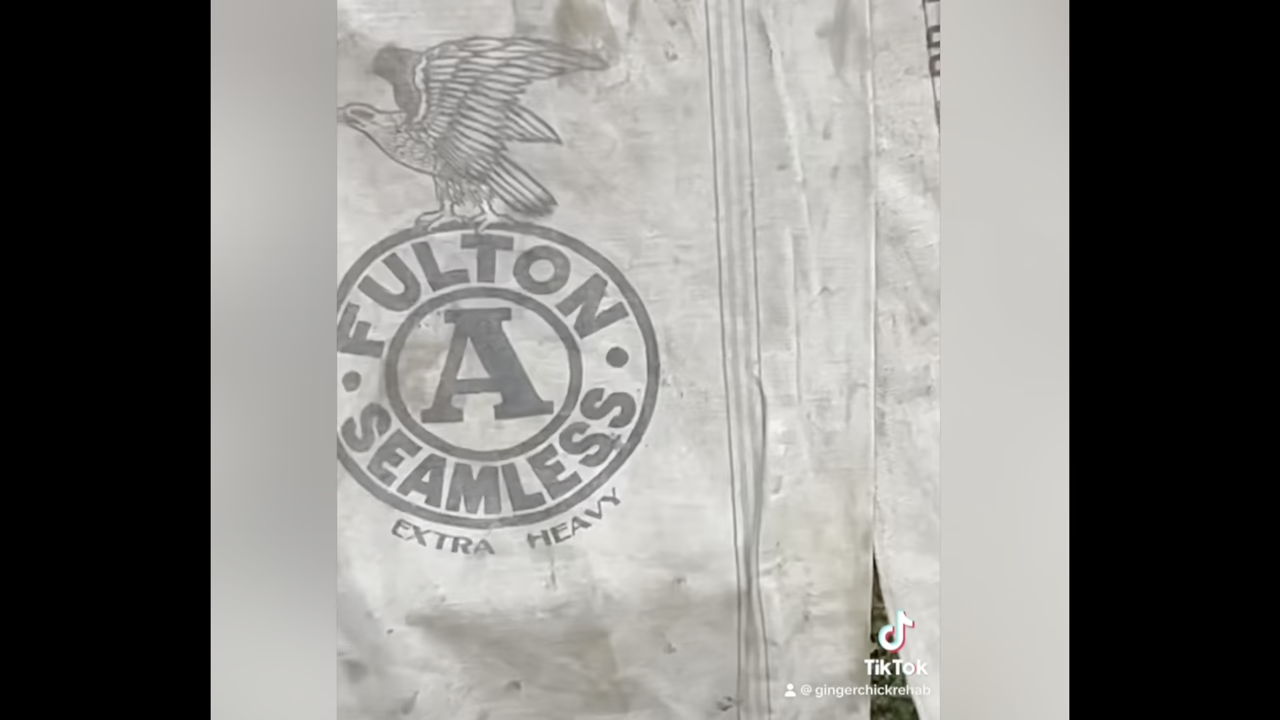 FULTON
A
SEAMLESS
EXTRA HEAVY
TikTok
@gingerchickrehab